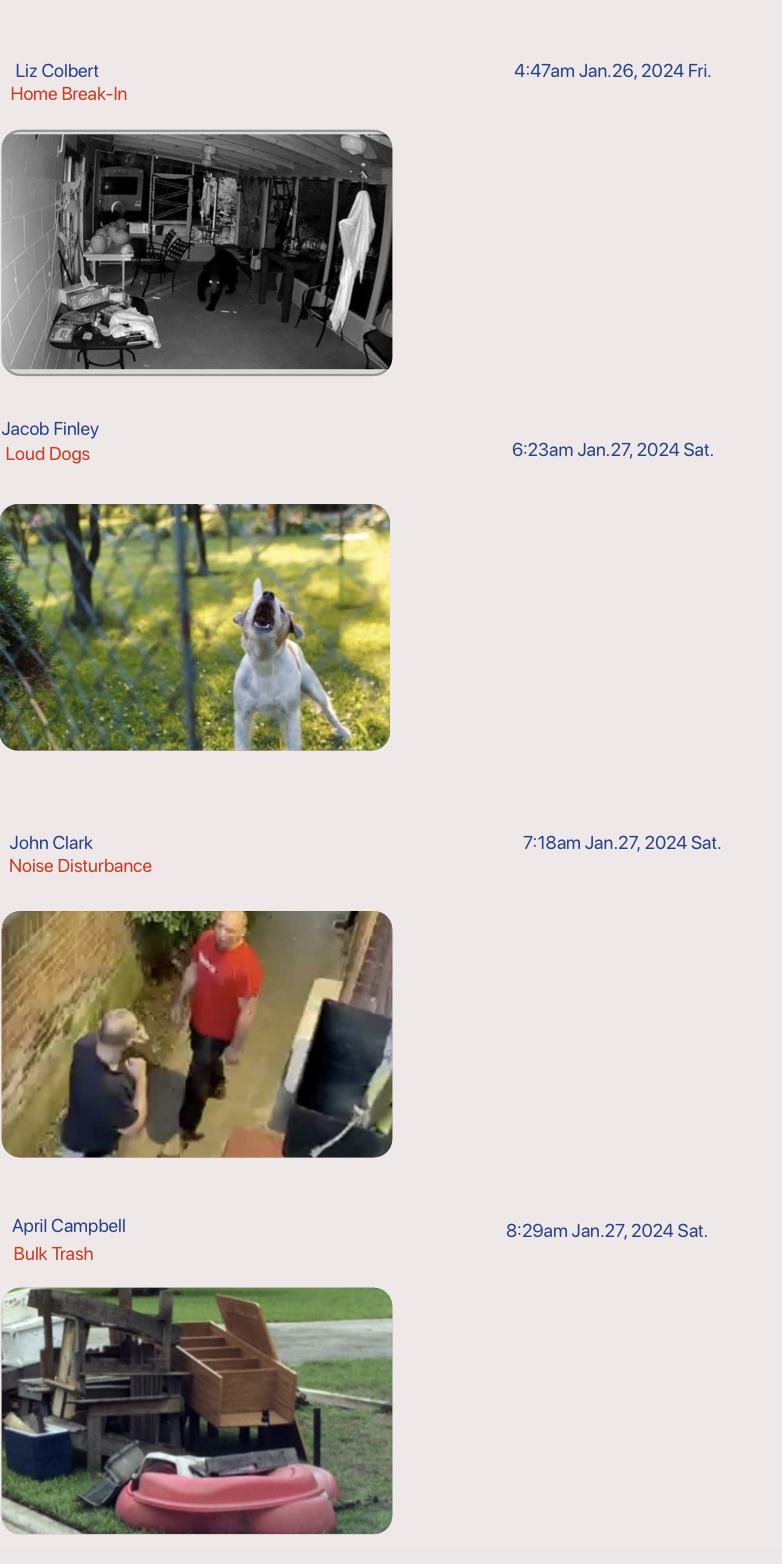 Liz Colbert
4:47am Jan.26, 2024 Fri.
Home Break-In
Jacob Finley
6:23am Jan.27, 2024 Sat.
Loud Dogs
John Clark
7:18am Jan.27, 2024 Sat.
Noise Disturbance
April Campbell
8:29am Jan.27, 2024 Sat.
Bulk Trash